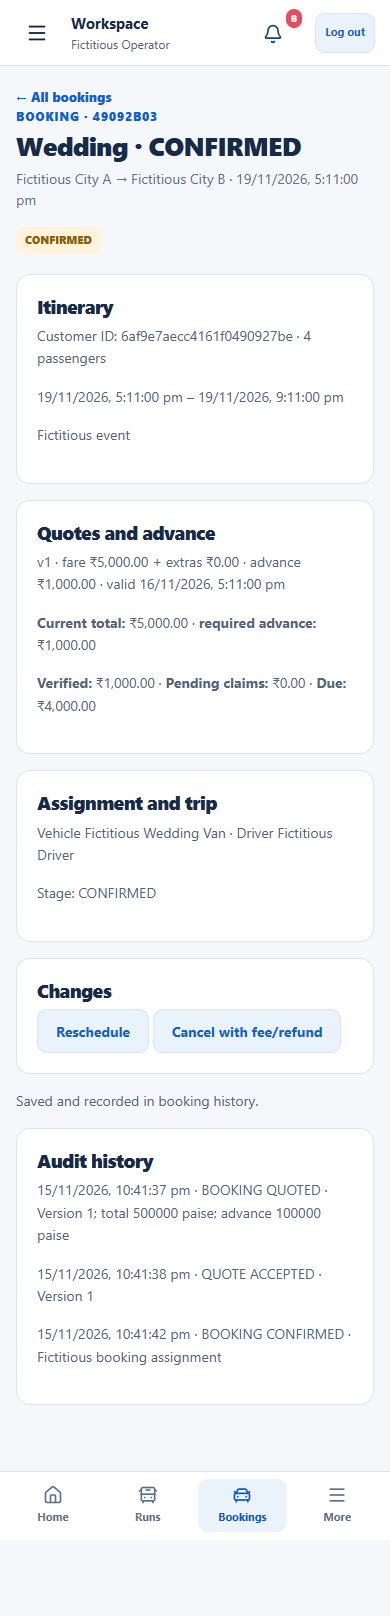 Workspace
Fictitious Operator
8
Log out
← All bookings
BOOKING · 49092B03
Wedding · CONFIRMED
Fictitious City A → Fictitious City B · 19/11/2026, 5:11:00
pm
CONFIRMED
Itinerary
Customer ID: 6af9e7aecc4161f0490927be · 4
passengers
19/11/2026, 5:11:00 pm – 19/11/2026, 9:11:00 pm
Fictitious event
Quotes and advance
v1 · fare ₹5,000.00 + extras ₹0.00 · advance
₹1,000.00 · valid 16/11/2026, 5:11:00 pm
Current total: ₹5,000.00 · required advance:
₹1,000.00
Verified: ₹1,000.00 · Pending claims: ₹0.00 · Due:
₹4,000.00
Assignment and trip
Vehicle Fictitious Wedding Van · Driver Fictitious
Driver
Stage: CONFIRMED
Changes
Reschedule
Cancel with fee/refund
Saved and recorded in booking history.
Audit history
15/11/2026, 10:41:37 pm · BOOKING QUOTED ·
Version 1; total 500000 paise; advance 100000
paise
15/11/2026, 10:41:38 pm · QUOTE ACCEPTED ·
Version 1
15/11/2026, 10:41:42 pm · BOOKING CONFIRMED ·
Fictitious booking assignment
Home
Runs
Bookings
More